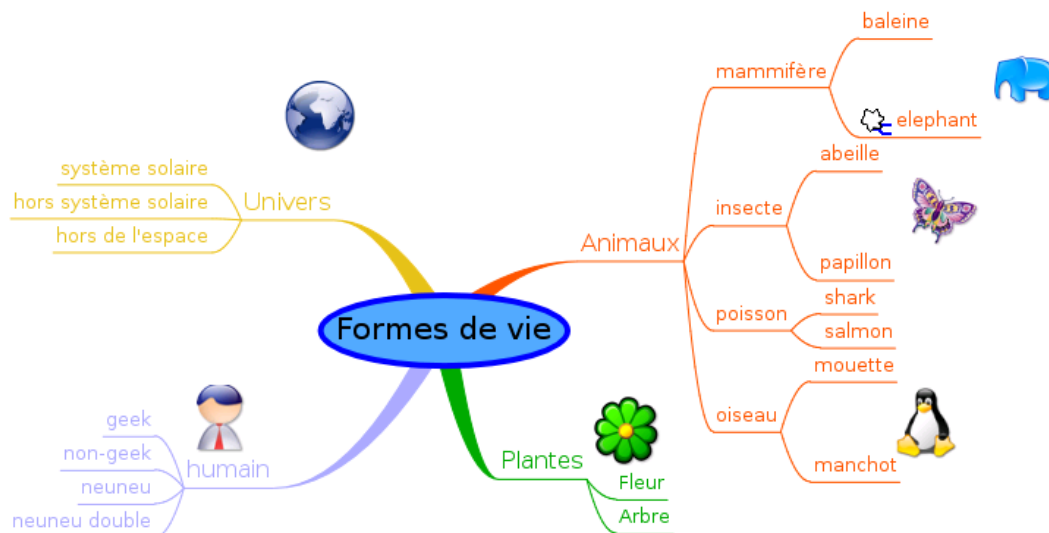 Formes de vie
Univers
système solaire
hors système solaire
hors de l'espace
humain
geek
non-geek
neuneu
neuneu double
Plantes
Fleur
Arbre
Animaux
mammifère
baleine
elephant
insecte
abeille
papillon
poisson
shark
salmon
oiseau
mouette
manchot